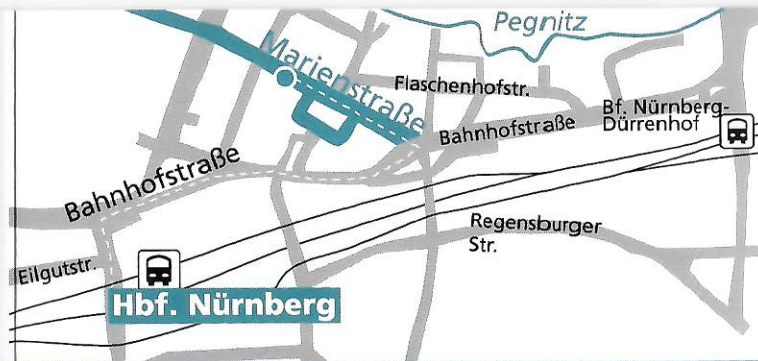 Pegnitz
Marienstraße
Flaschenhofstr.
Bf. Nürnberg-
Dürrenhof
Bahnhofstraße
Bahnhofstraße
Regensburger
Str.
Eilgutstr.
Hbf. Nürnberg